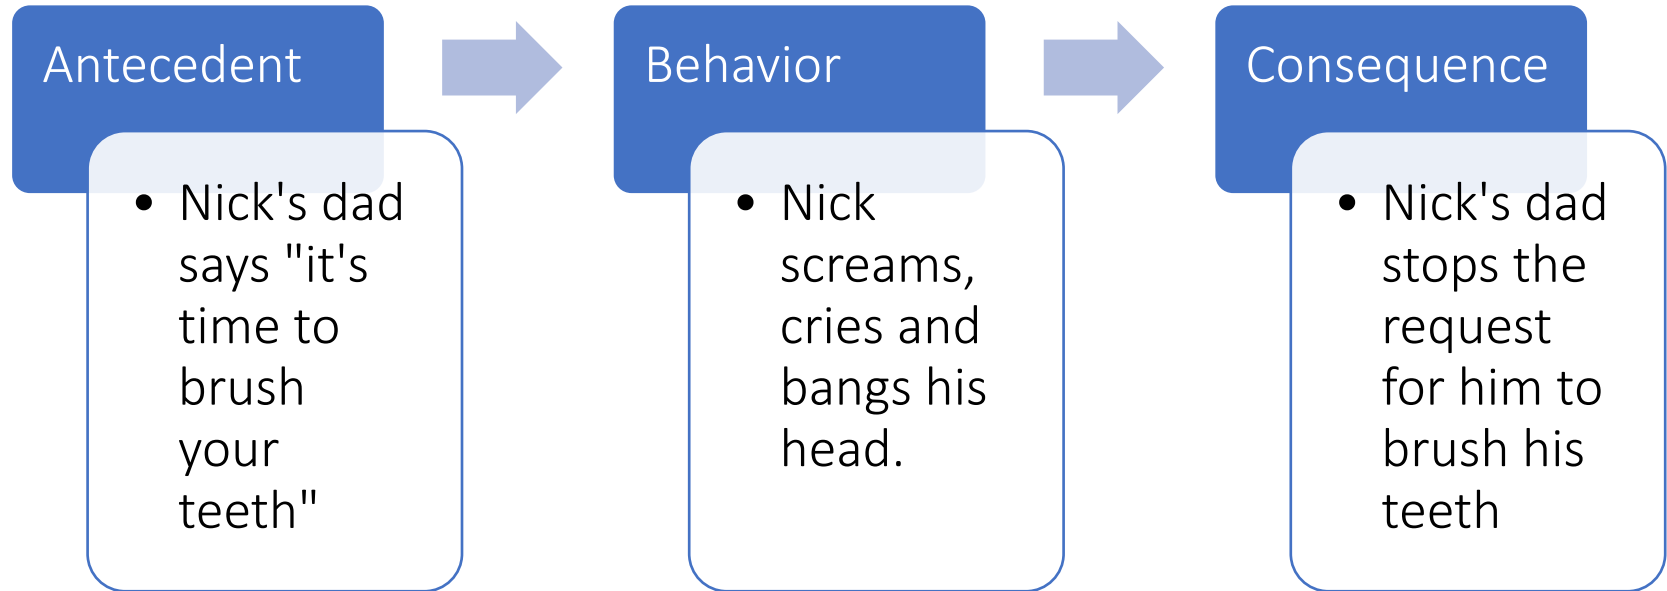 Antecedent
• Nick's dad
says "it's
time to
brush
your
teeth"
Behavior
• Nick
screams,
cries and
bangs his
head.
Consequence
• Nick's dad
stops the
request
for him to
brush his
teeth